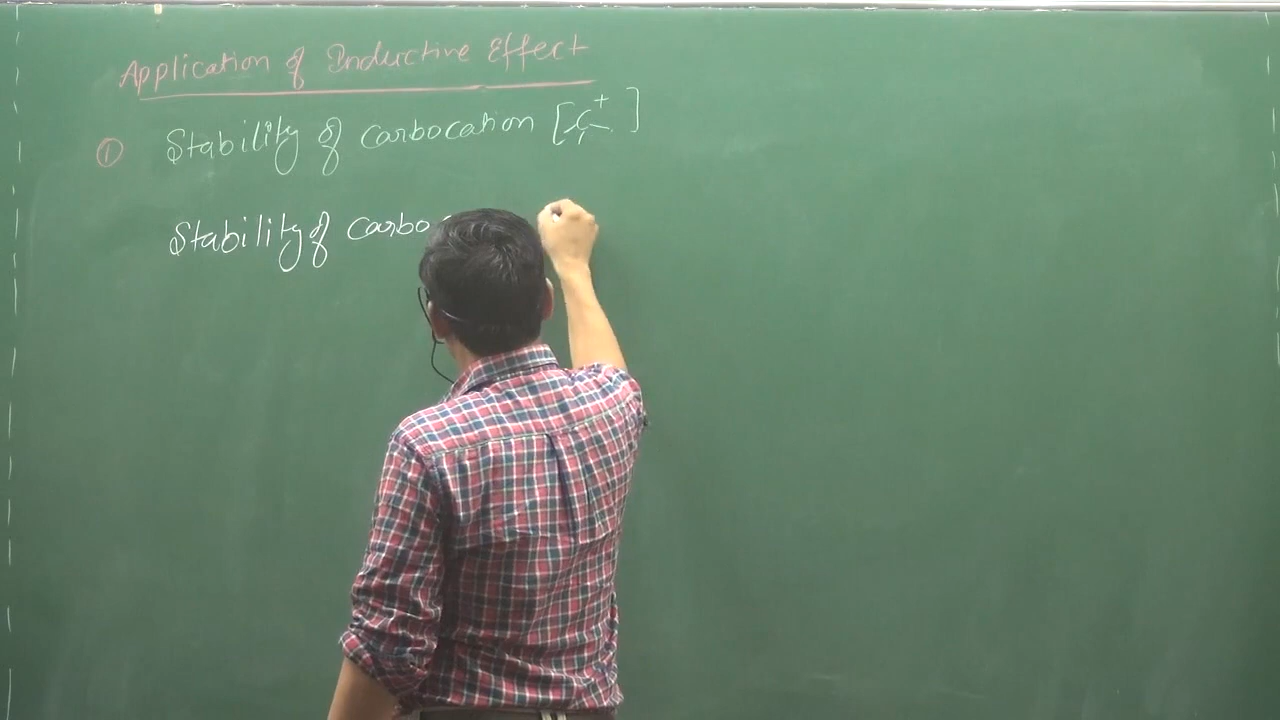 Application of Inductive Effect
① Stability of carbocation [C⁺]
Stability of carbo